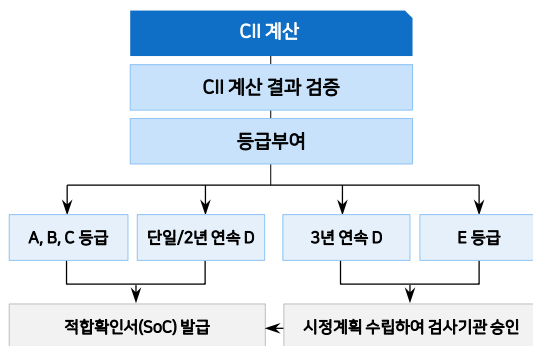 CII 계산
CII 계산 결과 검증
등급부여
A, B, C 등급
단일/2년 연속 D
3년 연속 D
E 등급
적합확인서(SoC) 발급
시정계획 수립하여 검사기관 승인